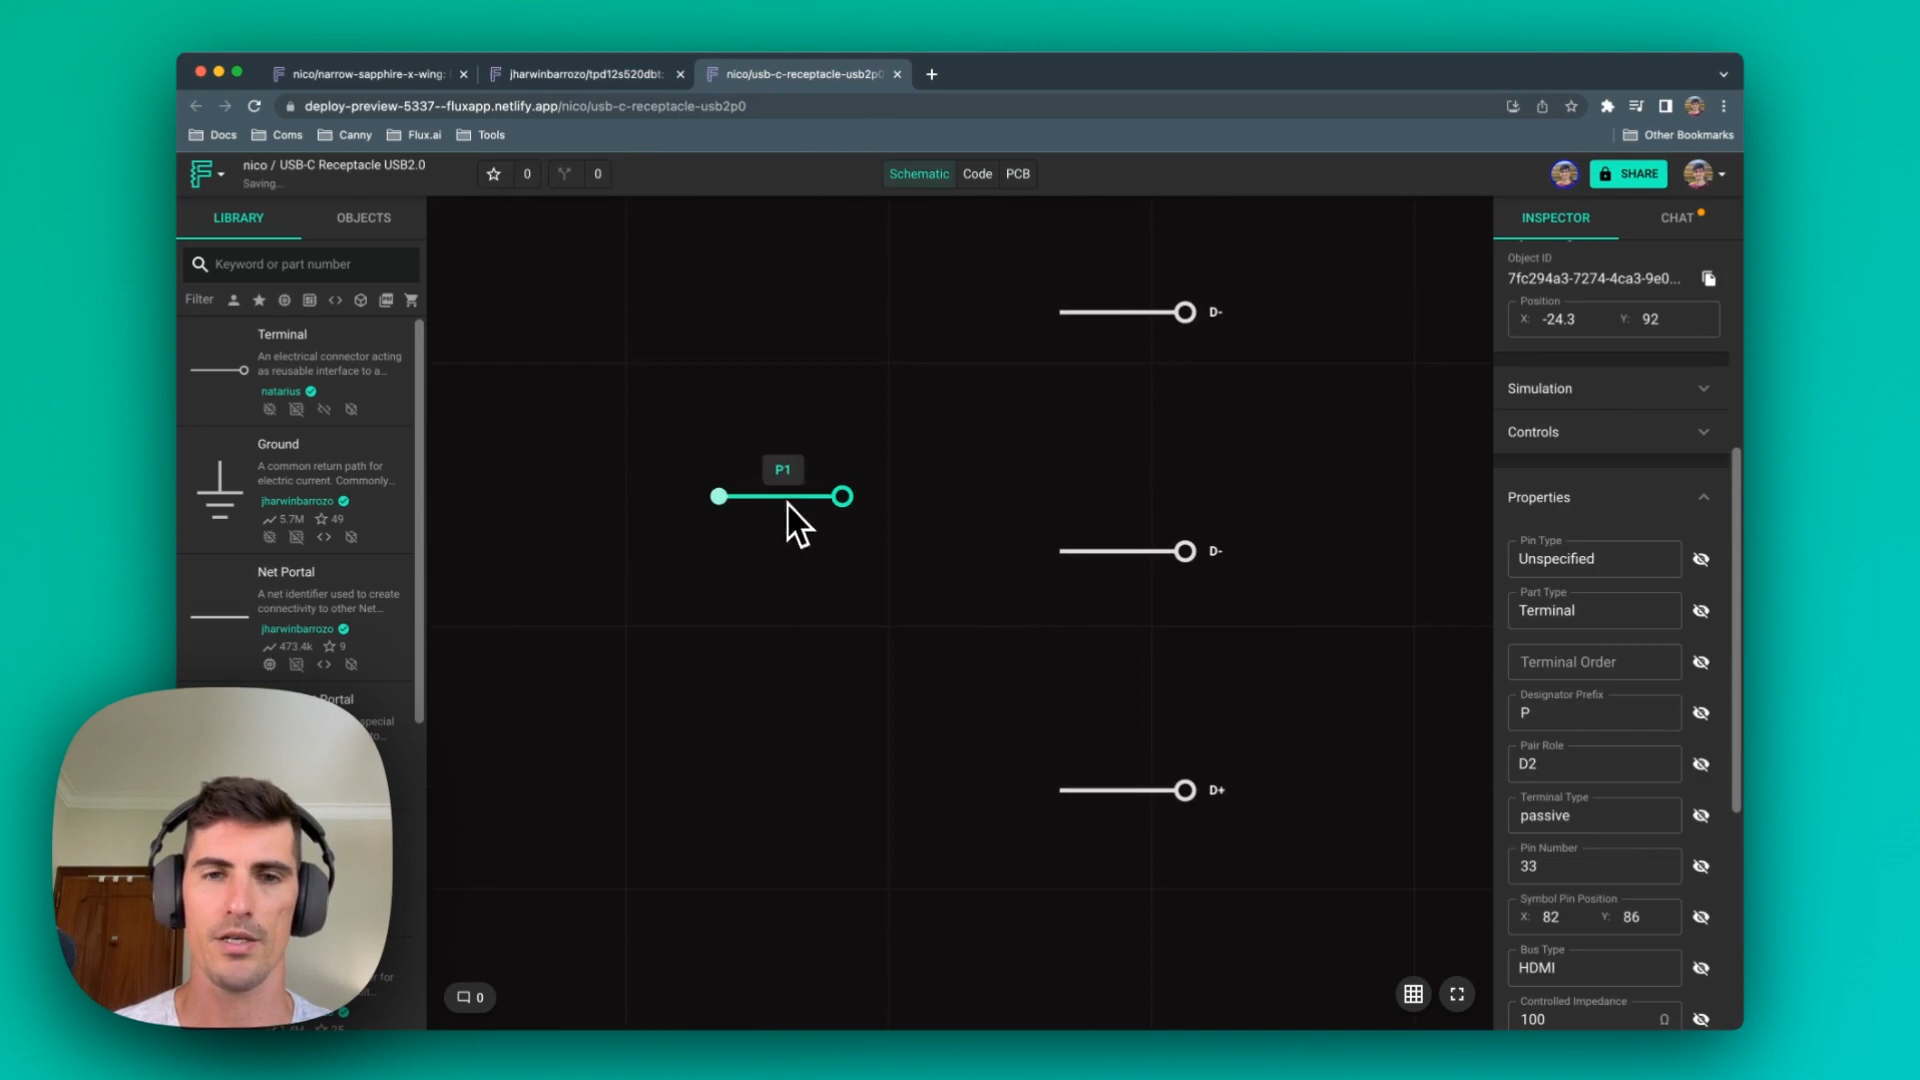 nico/narrow-sapphire-x-wing:
jharwinbarrozo/tpd12s520dbt:
nico/usb-c-receptacle-usb2p0
deploy-preview-5337--fluxapp.netlify.app/nico/usb-c-receptacle-usb2p0
Docs
Coms
Canny
Flux.ai
Tools
Other Bookmarks
nico / USB-C Receptacle USB2.0
Saving...
0
0
Schematic
Code
PCB
SHARE
LIBRARY
OBJECTS
INSPECTOR
CHAT
Keyword or part number
Filter
Terminal
An electrical connector acting
as reusable interface to a...
natarius
Ground
A common return path for
electric current. Commonly...
jharwinbarrozo
5.7M
49
Net Portal
A net identifier used to create
connectivity to other Net...
jharwinbarrozo
473.4k
9
Portal
special
to...
P1
D-
D-
D+
0
Object ID
7fc294a3-7274-4ca3-9e0...
Position
X: -24.3 Y: 92
Simulation
Controls
Properties
Pin Type
Unspecified
Part Type
Terminal
Terminal Order
Designator Prefix
P
Pair Role
D2
Terminal Type
passive
Pin Number
33
Symbol Pin Position
X: 82 Y: 86
Bus Type
HDMI
Controlled Impedance
100 Ω